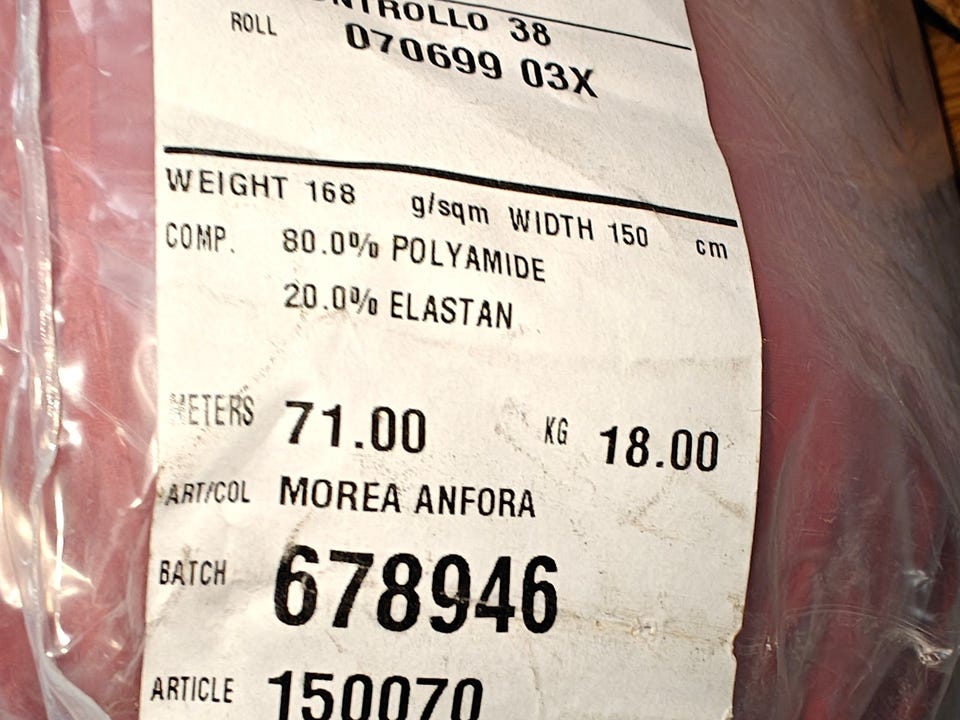 CONTROLLO 38
ROLL 070699 03X
WEIGHT 168 g/sqm WIDTH 150 cm
COMP. 80.0% POLYAMIDE
20.0% ELASTAN
METERS 71.00 KG 18.00
ART/COL MOREA ANFORA
BATCH 678946
ARTICLE 150070